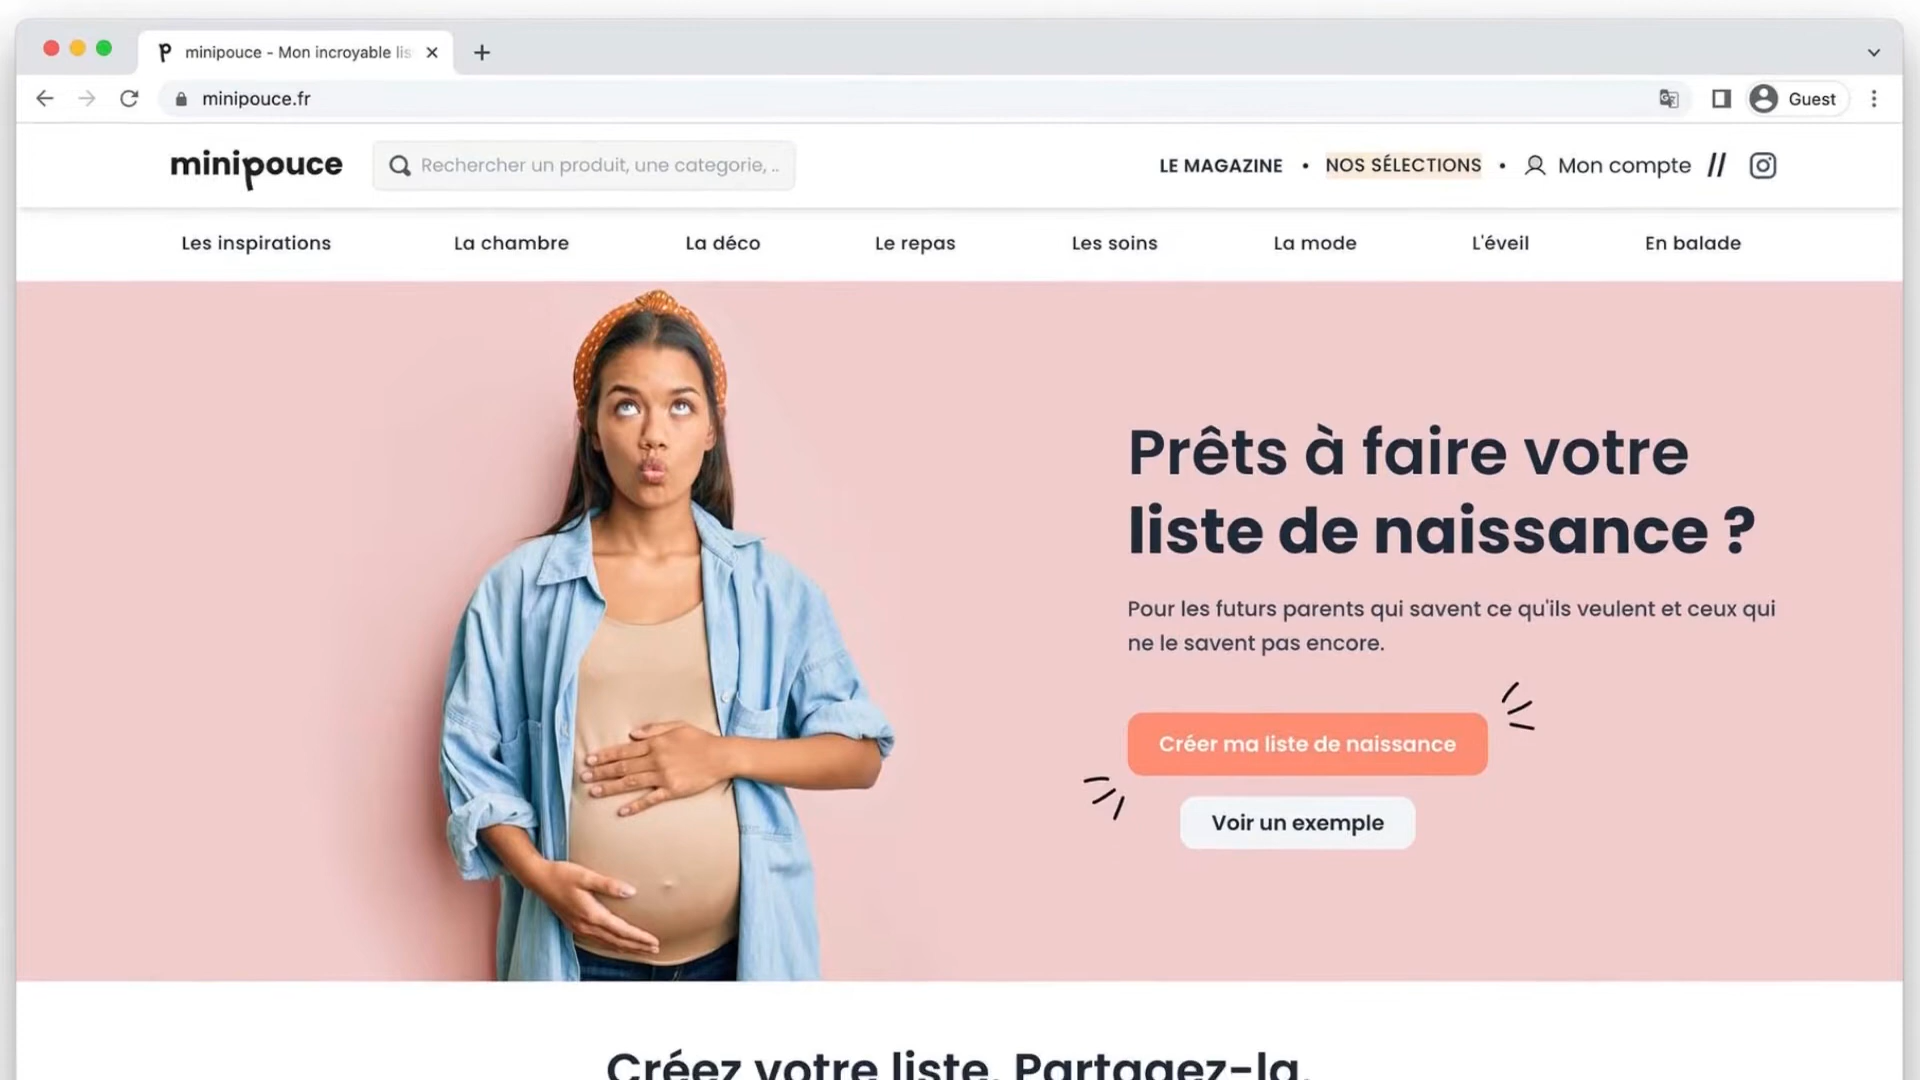 minipouce - Mon incroyable lis
minipouce.fr
Guest
minipouce
Rechercher un produit, une categorie, ..
LE MAGAZINE • NOS SÉLECTIONS • Mon compte //
Les inspirations
La chambre
La déco
Le repas
Les soins
La mode
L'éveil
En balade
Prêts à faire votre
liste de naissance ?
Pour les futurs parents qui savent ce qu'ils veulent et ceux qui
ne le savent pas encore.
Créer ma liste de naissance
Voir un exemple
Créez votre liste. Partagez-la.